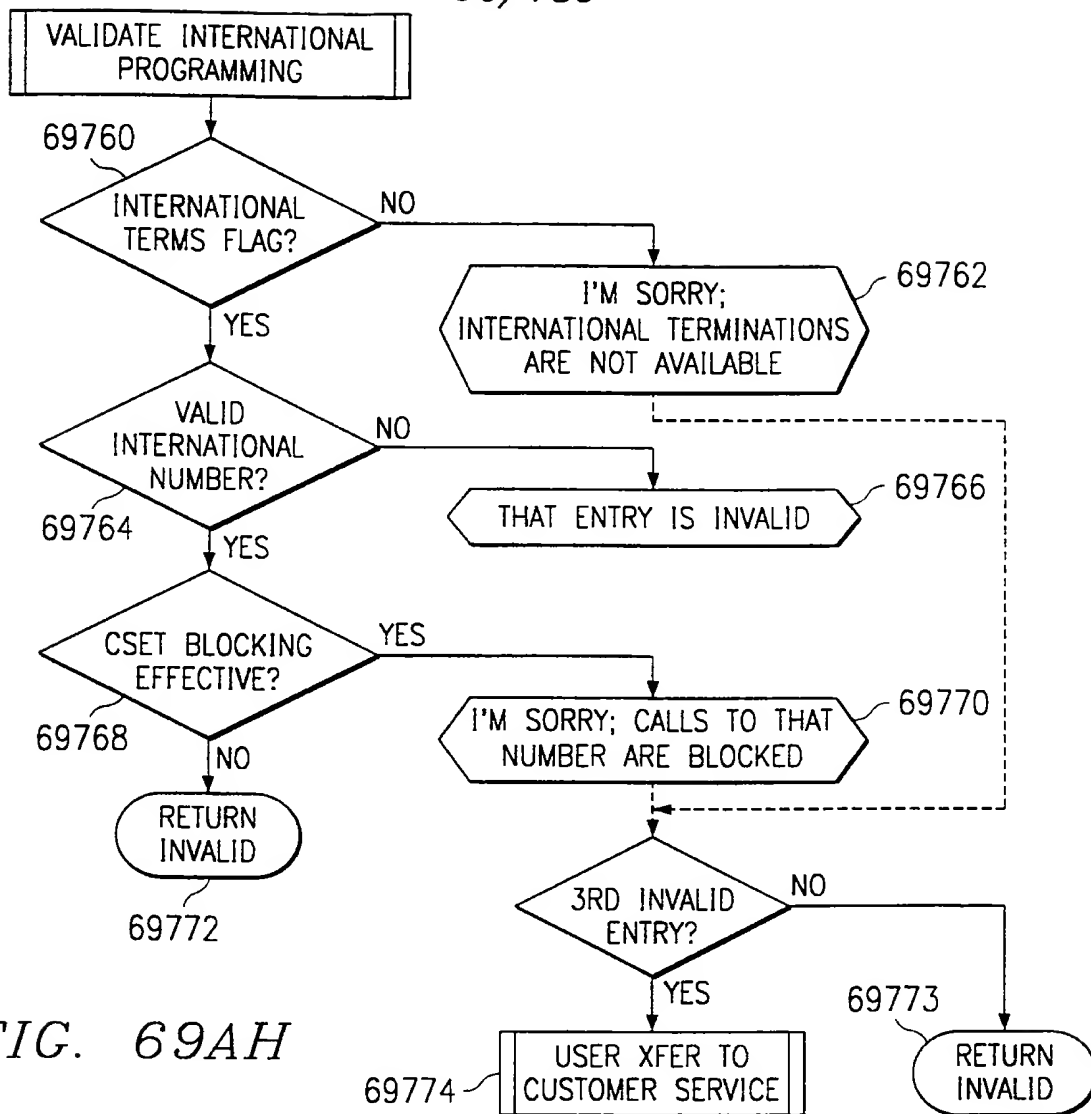 VALIDATE INTERNATIONAL
PROGRAMMING
69760
INTERNATIONAL
TERMS FLAG?
NO
YES
I'M SORRY;
INTERNATIONAL TERMINATIONS
ARE NOT AVAILABLE
69762
VALID
INTERNATIONAL
NUMBER?
NO
69764
YES
THAT ENTRY IS INVALID
69766
CSET BLOCKING
EFFECTIVE?
YES
69768
NO
I'M SORRY; CALLS TO THAT
NUMBER ARE BLOCKED
69770
RETURN
INVALID
69772
3RD INVALID
ENTRY?
NO
YES
69773
RETURN
INVALID
USER XFER TO
CUSTOMER SERVICE
69774
FIG. 69AH